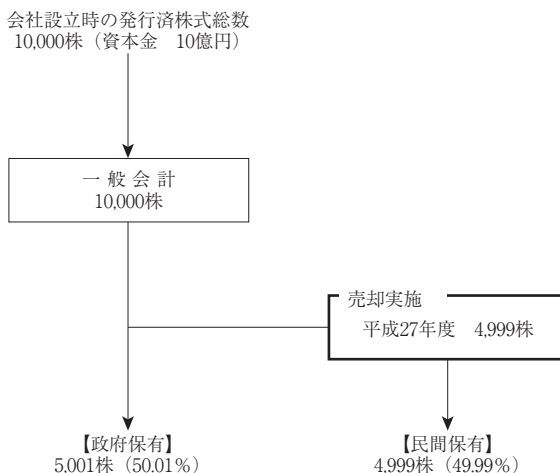 会社設立時の発行済株式総数
10,000株（資本金　10億円）
一 般 会 計
10,000株
売却実施
平成27年度　4,999株
【政府保有】
5,001株（50.01％）
【民間保有】
4,999株（49.99％）